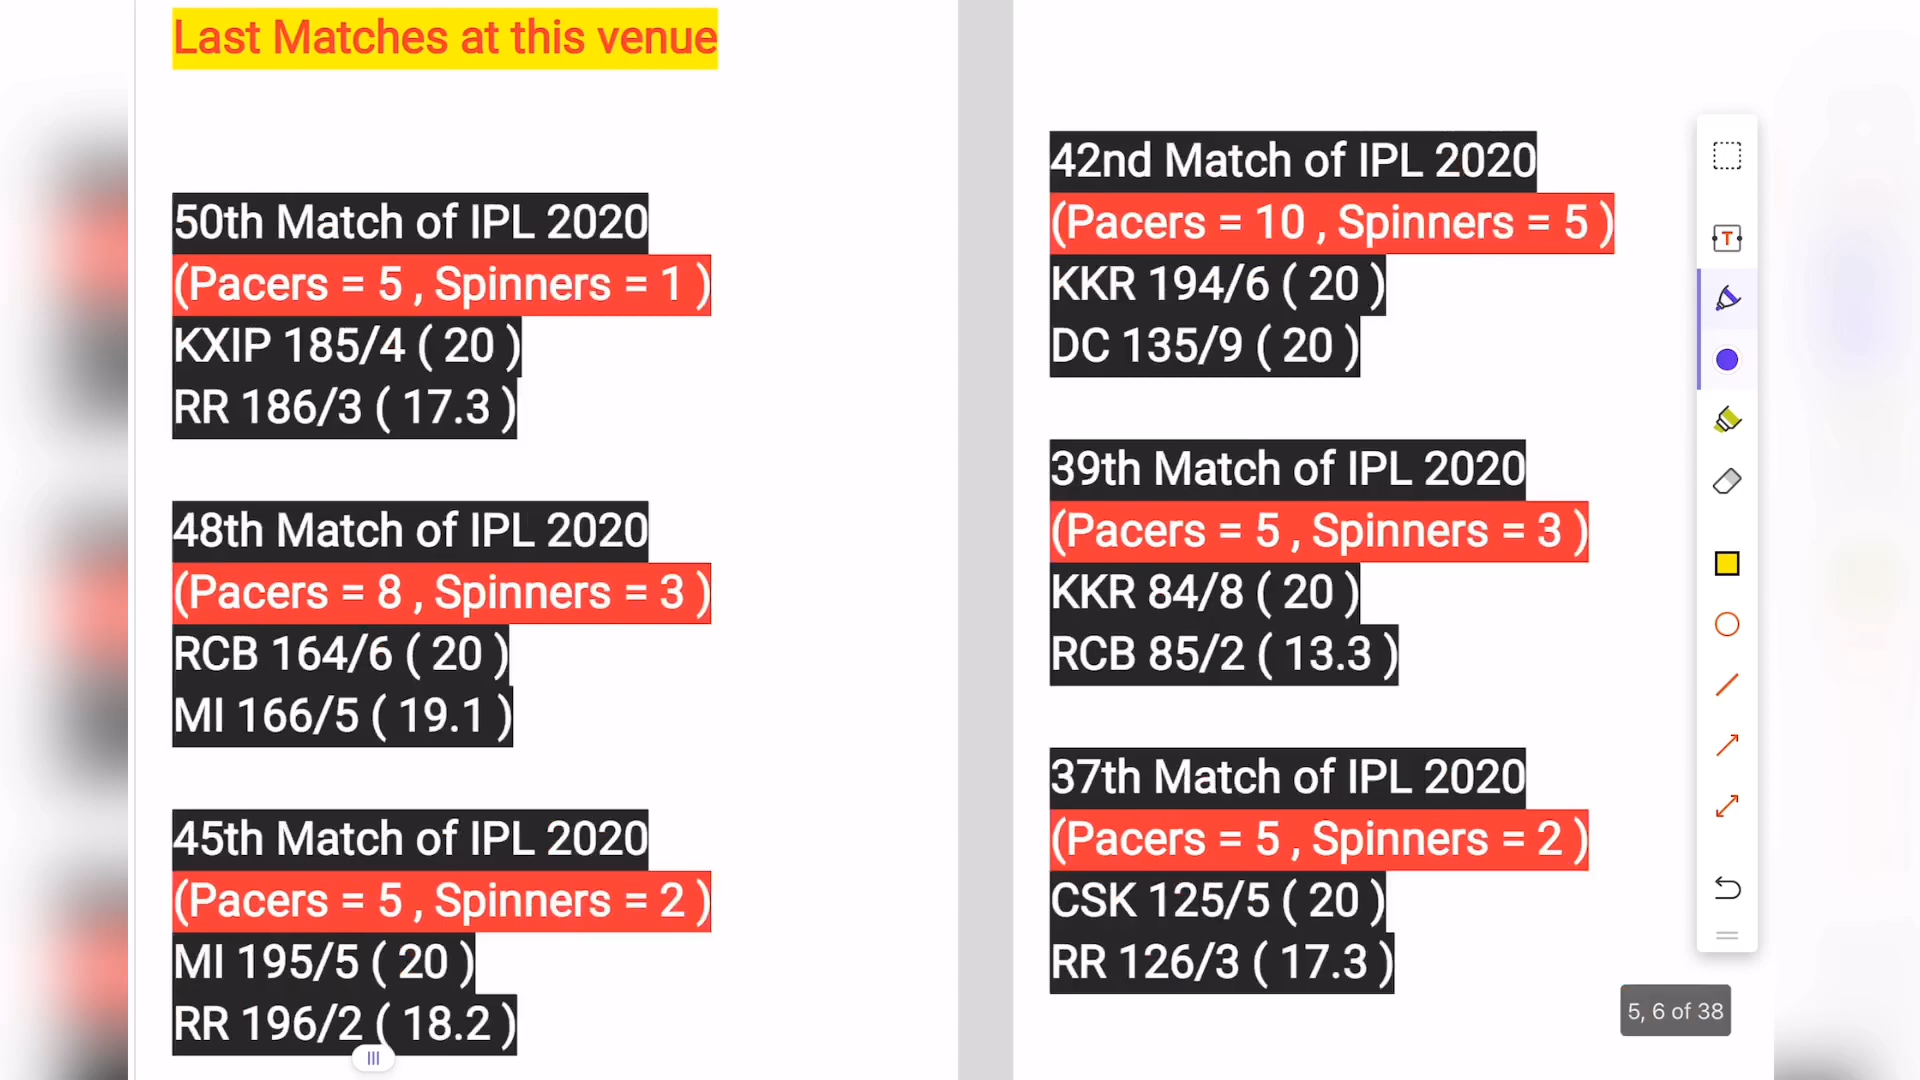 Last Matches at this venue
50th Match of IPL 2020
(Pacers = 5 , Spinners = 1 )
KXIP 185/4 ( 20 )
RR 186/3 ( 17.3 )
48th Match of IPL 2020
(Pacers = 8 , Spinners = 3 )
RCB 164/6 ( 20 )
MI 166/5 ( 19.1 )
45th Match of IPL 2020
(Pacers = 5 , Spinners = 2 )
MI 195/5 ( 20 )
RR 196/2 ( 18.2 )
42nd Match of IPL 2020
(Pacers = 10 , Spinners = 5 )
KKR 194/6 ( 20 )
DC 135/9 ( 20 )
39th Match of IPL 2020
(Pacers = 5 , Spinners = 3 )
KKR 84/8 ( 20 )
RCB 85/2 ( 13.3 )
37th Match of IPL 2020
(Pacers = 5 , Spinners = 2 )
CSK 125/5 ( 20 )
RR 126/3 ( 17.3 )
T
5, 6 of 38